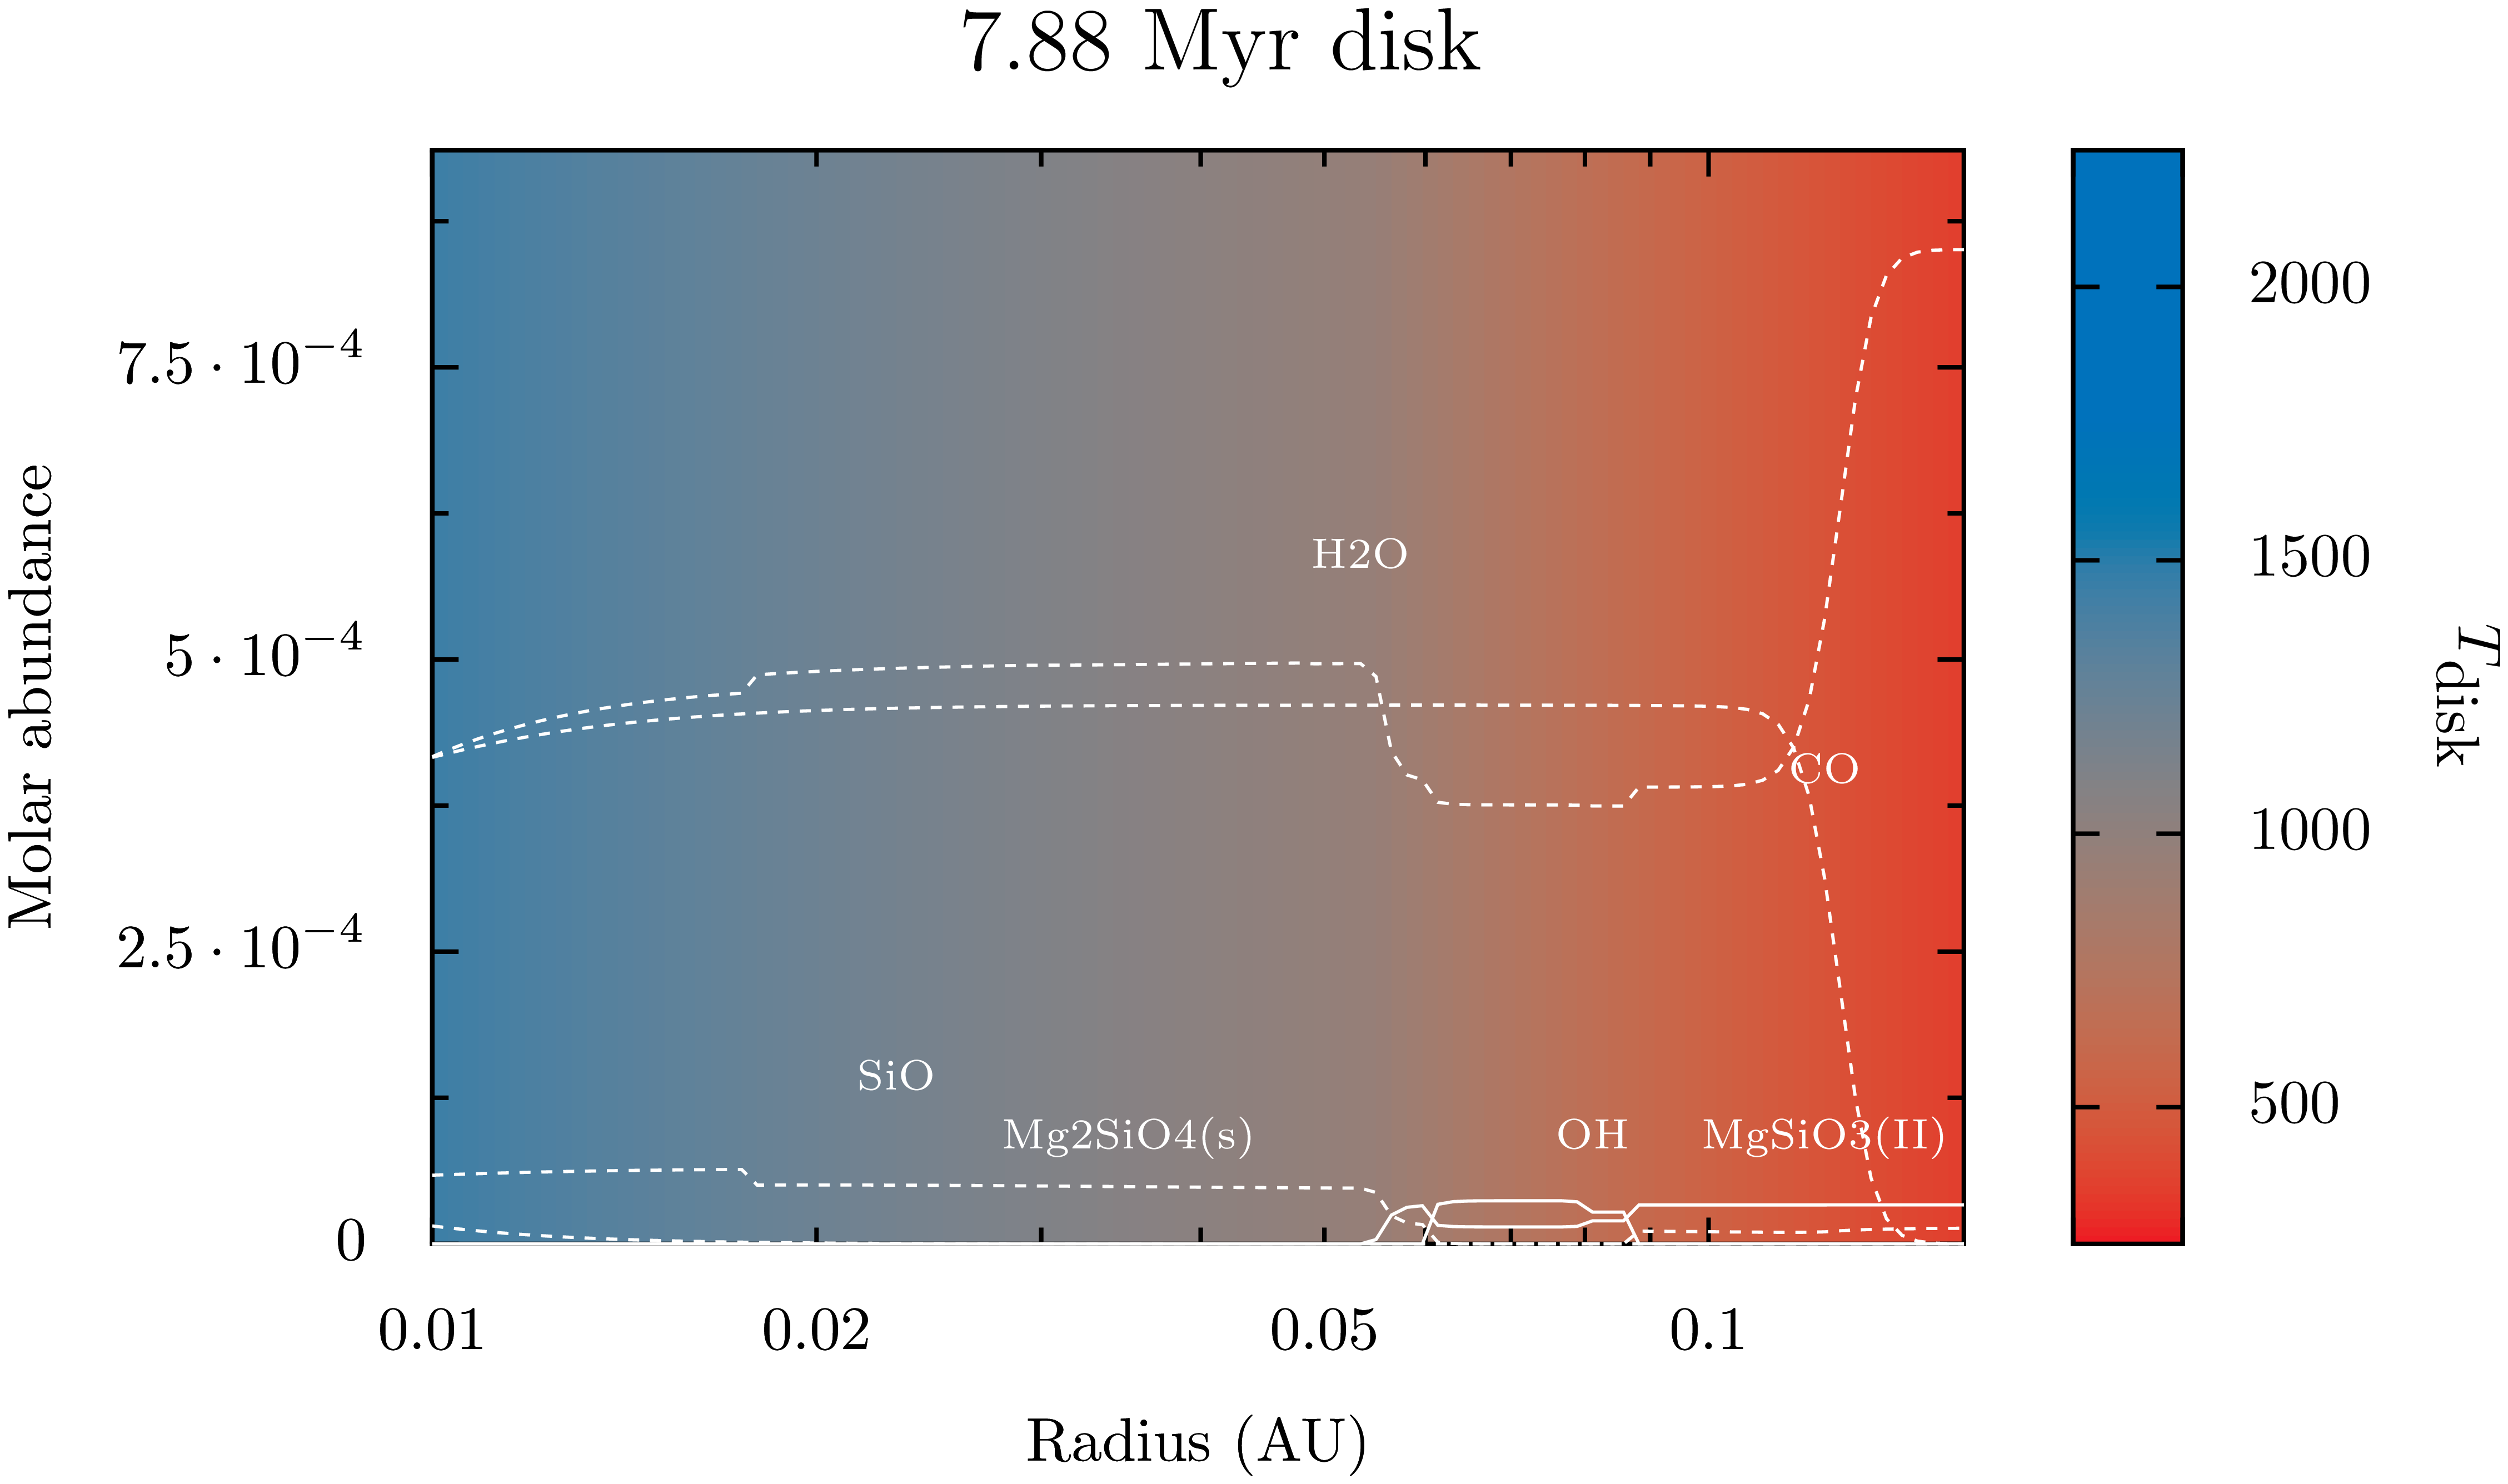 7.88 Myr disk
Molar abundance
7.5 · 10⁻⁴
5 · 10⁻⁴
2.5 · 10⁻⁴
0
H2O
CO
SiO
Mg2SiO4(s)
OH
MgSiO3(II)
0.01
0.02
0.05
0.1
Radius (AU)
2000
1500
1000
500
T_disk